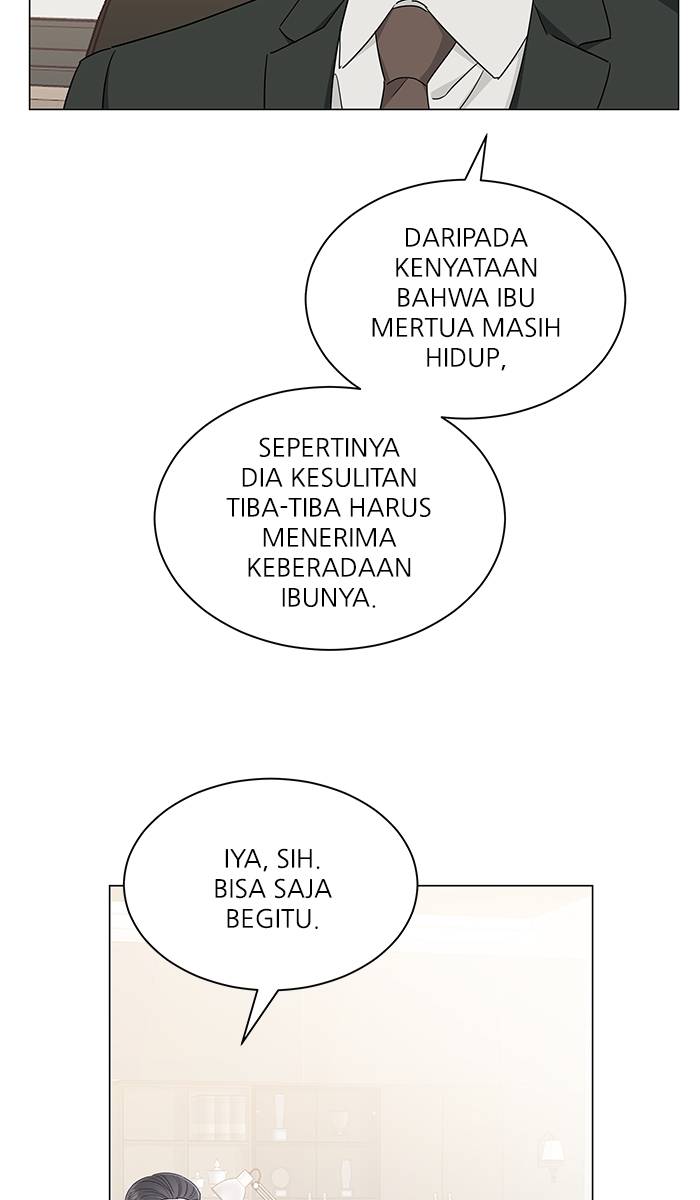 DARIPADA
KENYATAAN
BAHWA IBU
MERTUA MASIH
HIDUP,
SEPERTINYA
DIA KESULITAN
TIBA-TIBA HARUS
MENERIMA
KEBERADAAN
IBUNYA.
IYA, SIH.
BISA SAJA
BEGITU.